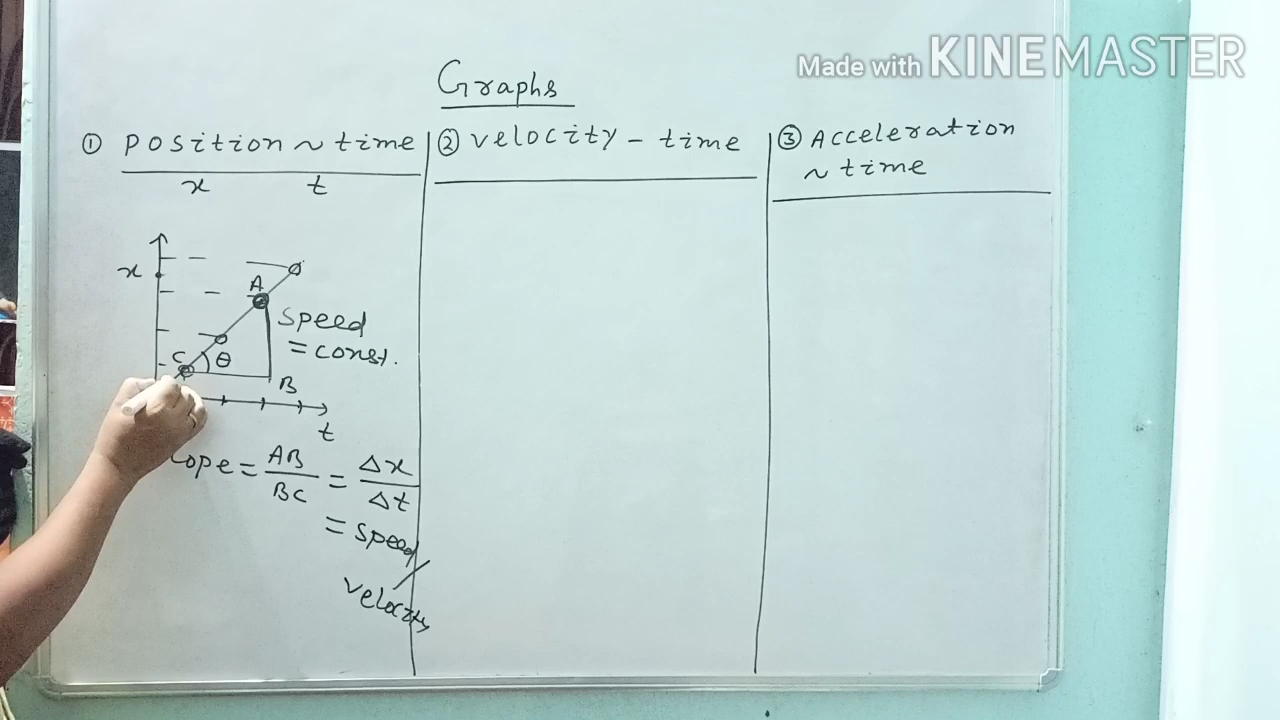 Made with KINEMASTER
Graphs
① Position ~ time
x t
② velocity - time
③ Acceleration
~ time
x
A
Speed
= const.
C θ
B
t
lope = AB/BC = Δx/Δt
= speed/
velocity